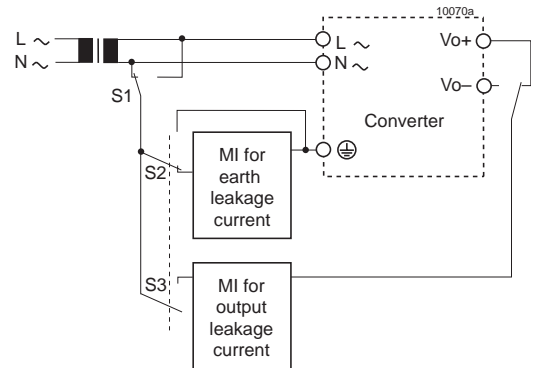 10070a
L ~
N ~
L ~
N ~
Vo+
Vo–
Converter
S1
S2
MI for
earth
leakage
current
S3
MI for
output
leakage
current